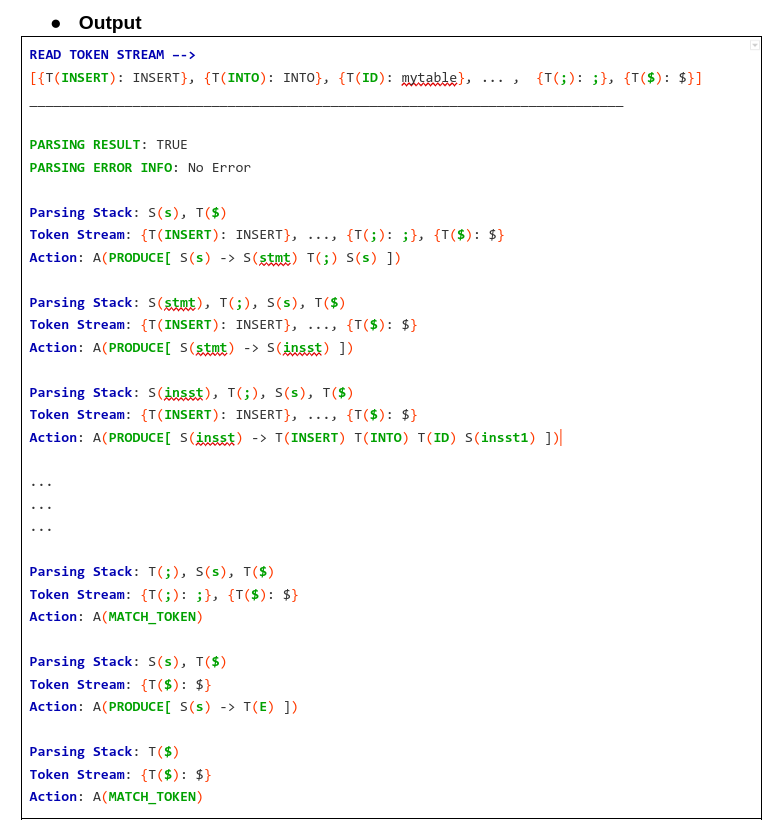 ● Output
READ TOKEN STREAM -->
[{T(INSERT): INSERT}, {T(INTO): INTO}, {T(ID): mytable}, ... ,  {T(;): ;}, {T($): $}]
___________________________________________________________________________
PARSING RESULT: TRUE
PARSING ERROR INFO: No Error
Parsing Stack: S(s), T($)
Token Stream: {T(INSERT): INSERT}, ..., {T(;): ;}, {T($): $}
Action: A(PRODUCE[ S(s) -> S(stmt) T(;) S(s) ])
Parsing Stack: S(stmt), T(;), S(s), T($)
Token Stream: {T(INSERT): INSERT}, ..., {T($): $}
Action: A(PRODUCE[ S(stmt) -> S(insst) ])
Parsing Stack: S(insst), T(;), S(s), T($)
Token Stream: {T(INSERT): INSERT}, ..., {T($): $}
Action: A(PRODUCE[ S(insst) -> T(INSERT) T(INTO) T(ID) S(insst1) ])
...
...
...
Parsing Stack: T(;), S(s), T($)
Token Stream: {T(;): ;}, {T($): $}
Action: A(MATCH_TOKEN)
Parsing Stack: S(s), T($)
Token Stream: {T($): $}
Action: A(PRODUCE[ S(s) -> T(E) ])
Parsing Stack: T($)
Token Stream: {T($): $}
Action: A(MATCH_TOKEN)